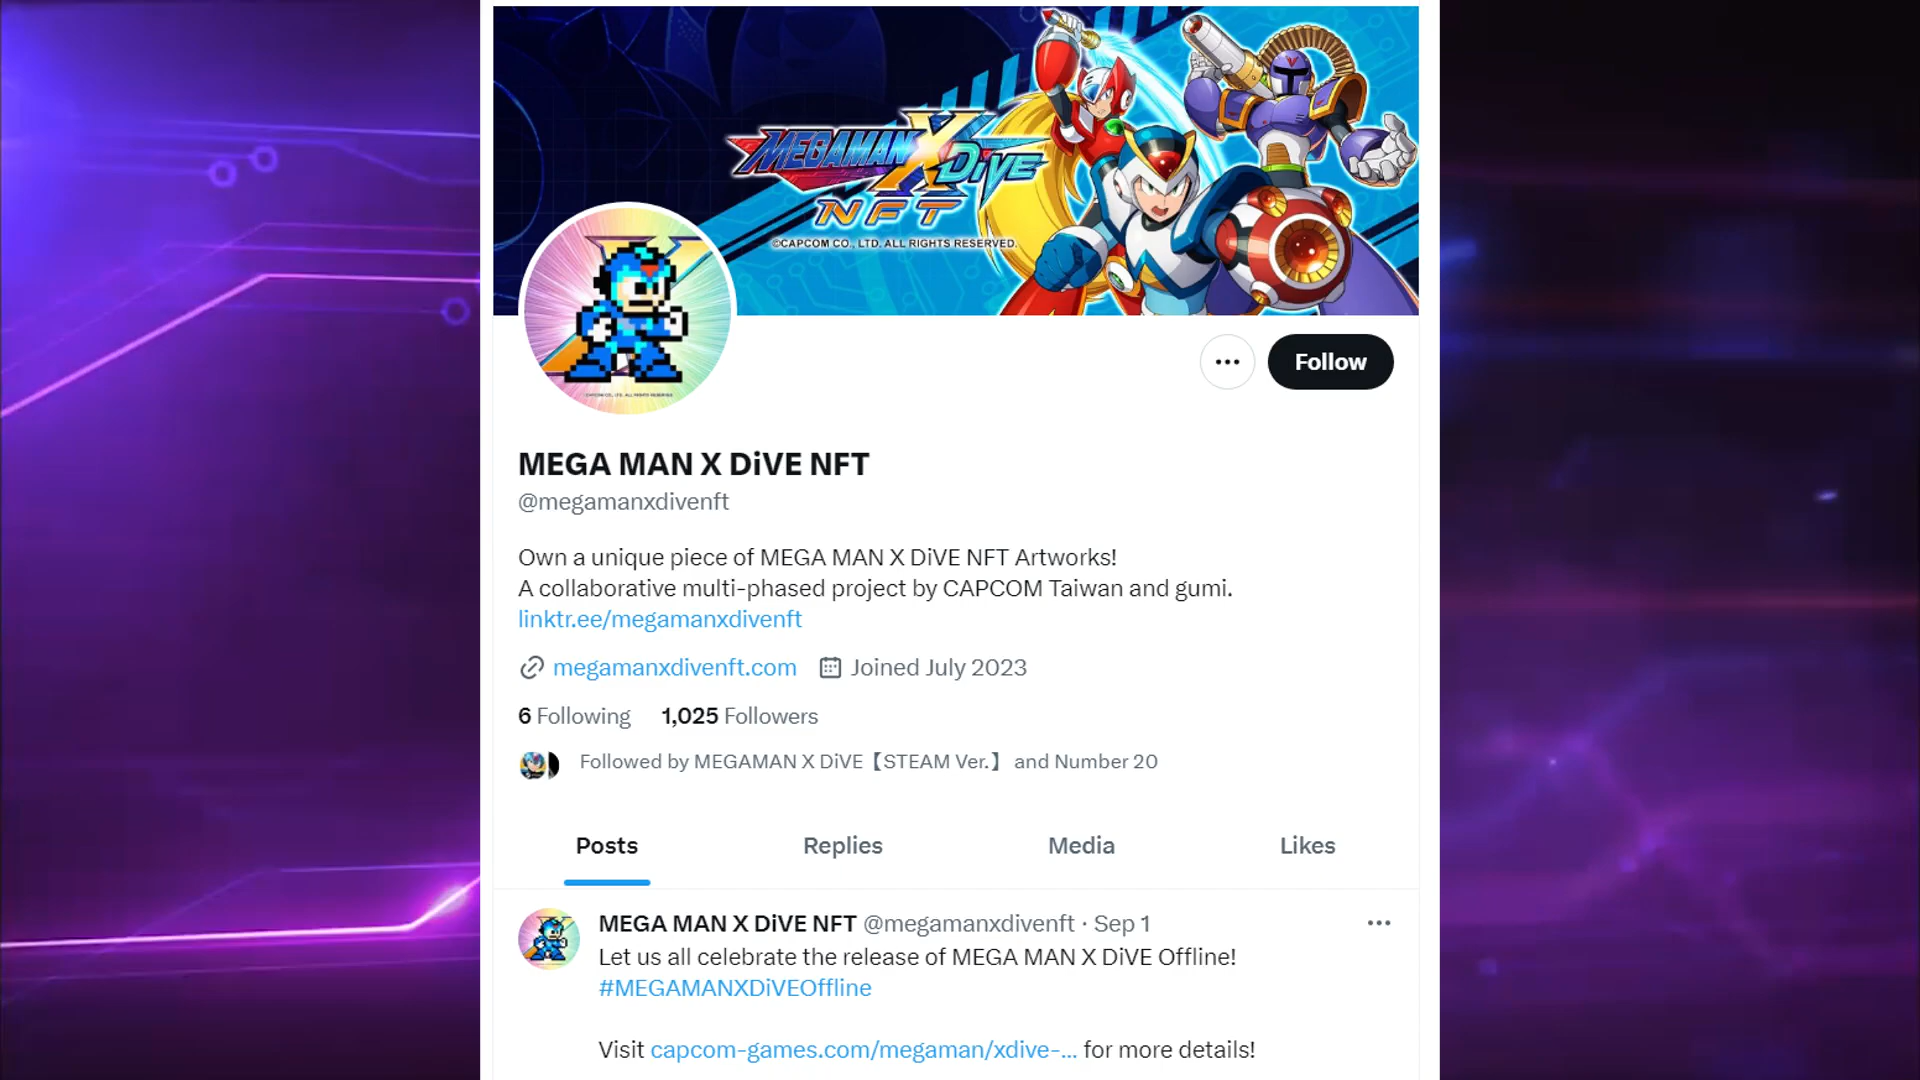 MEGAMAN X DiVE
NFT
©CAPCOM CO., LTD. ALL RIGHTS RESERVED.
Follow
MEGA MAN X DiVE NFT
@megamanxdivenft
Own a unique piece of MEGA MAN X DiVE NFT Artworks!
A collaborative multi-phased project by CAPCOM Taiwan and gumi.
linktr.ee/megamanxdivenft
megamanxdivenft.com Joined July 2023
6 Following 1,025 Followers
Followed by MEGAMAN X DiVE【STEAM Ver.】 and Number 20
Posts Replies Media Likes
MEGA MAN X DiVE NFT @megamanxdivenft · Sep 1
Let us all celebrate the release of MEGA MAN X DiVE Offline!
#MEGAMANXDiVEOffline
Visit capcom-games.com/megaman/xdive-... for more details!